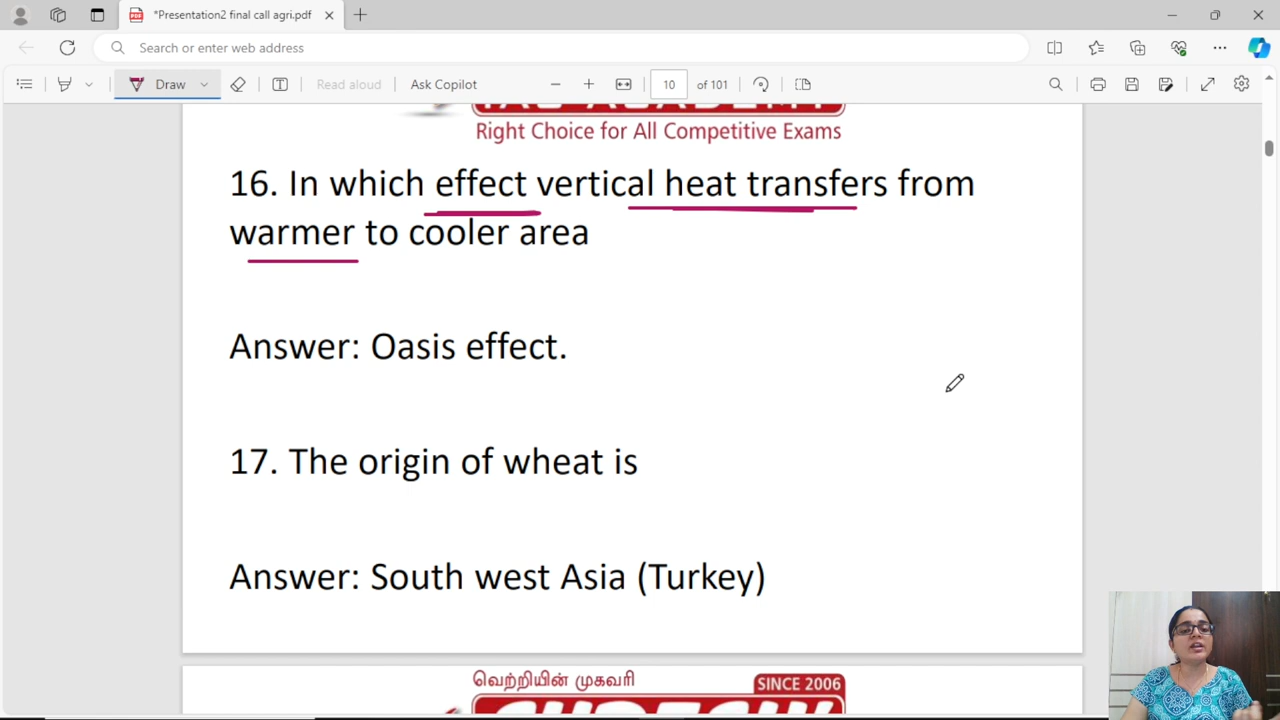 *Presentation2 final call agri.pdf
Search or enter web address
Draw
Read aloud
Ask Copilot
10
of 101
Right Choice for All Competitive Exams
16. In which effect vertical heat transfers from
warmer to cooler area
Answer: Oasis effect.
17. The origin of wheat is
Answer: South west Asia (Turkey)
வெற்றியின் முகவரி
SINCE 2006